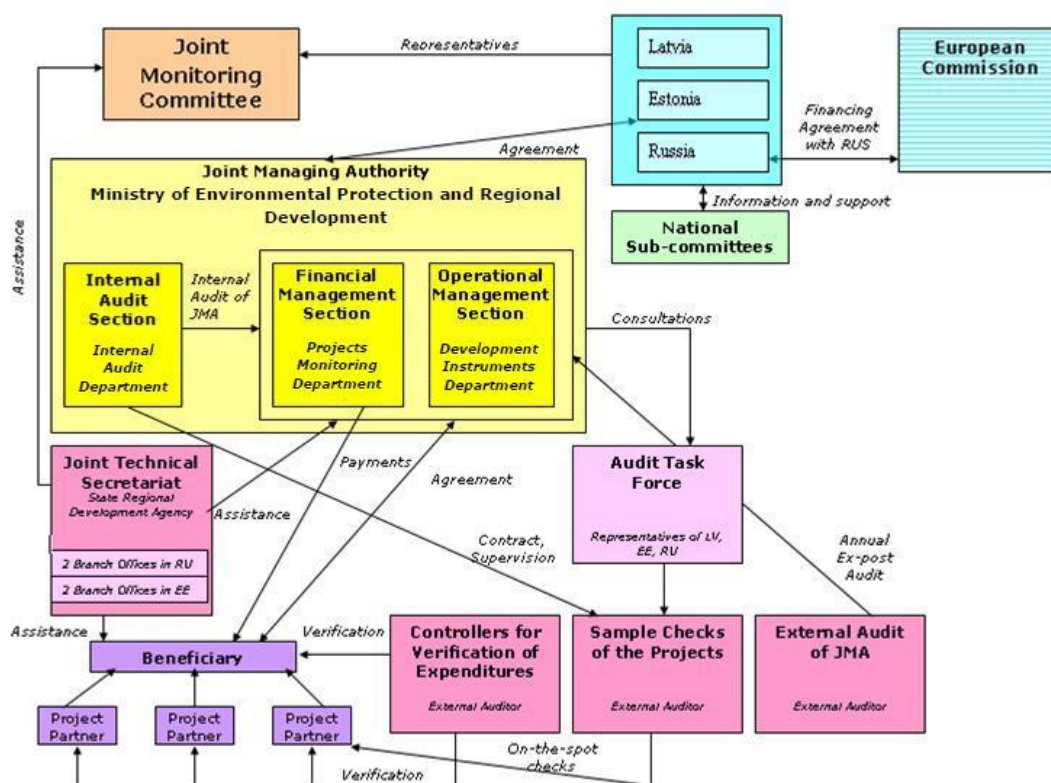 Joint
Monitoring
Committee
Representatives
Latvia
Estonia
Russia
European
Commission
Financing
Agreement
with RUS
Agreement
Information and support
National
Sub-committees
Assistance
Joint Managing Authority
Ministry of Environmental Protection and Regional
Development
Internal
Audit
Section
Internal
Audit
Department
Internal
Audit of
JMA
Financial
Management
Section
Projects
Monitoring
Department
Operational
Management
Section
Development
Instruments
Department
Consultations
Joint Technical
Secretariat
State Regional
Development Agency
2 Branch Offices in RU
2 Branch Offices in EE
Assistance
Payments
Agreement
Contract,
Supervision
Audit Task
Force
Representatives of LV,
EE, RU
Annual
Ex-post
Audit
Assistance
Beneficiary
Verification
Controllers for
Verification of
Expenditures
External Auditor
Sample Checks
of the Projects
External Auditor
External Audit
of JMA
External Auditor
Project
Partner
Project
Partner
Project
Partner
On-the-spot
checks
Verification